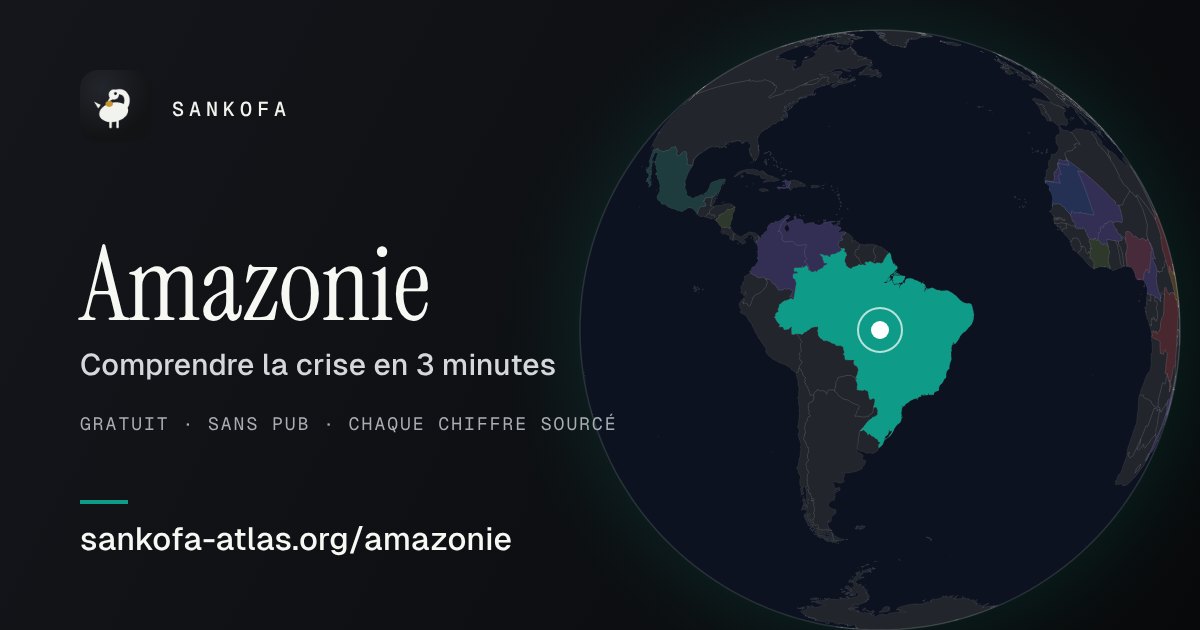 SANKOFA
Amazonie
Comprendre la crise en 3 minutes
GRATUIT · SANS PUB · CHAQUE CHIFFRE SOURCÉ
sankofa-atlas.org/amazonie